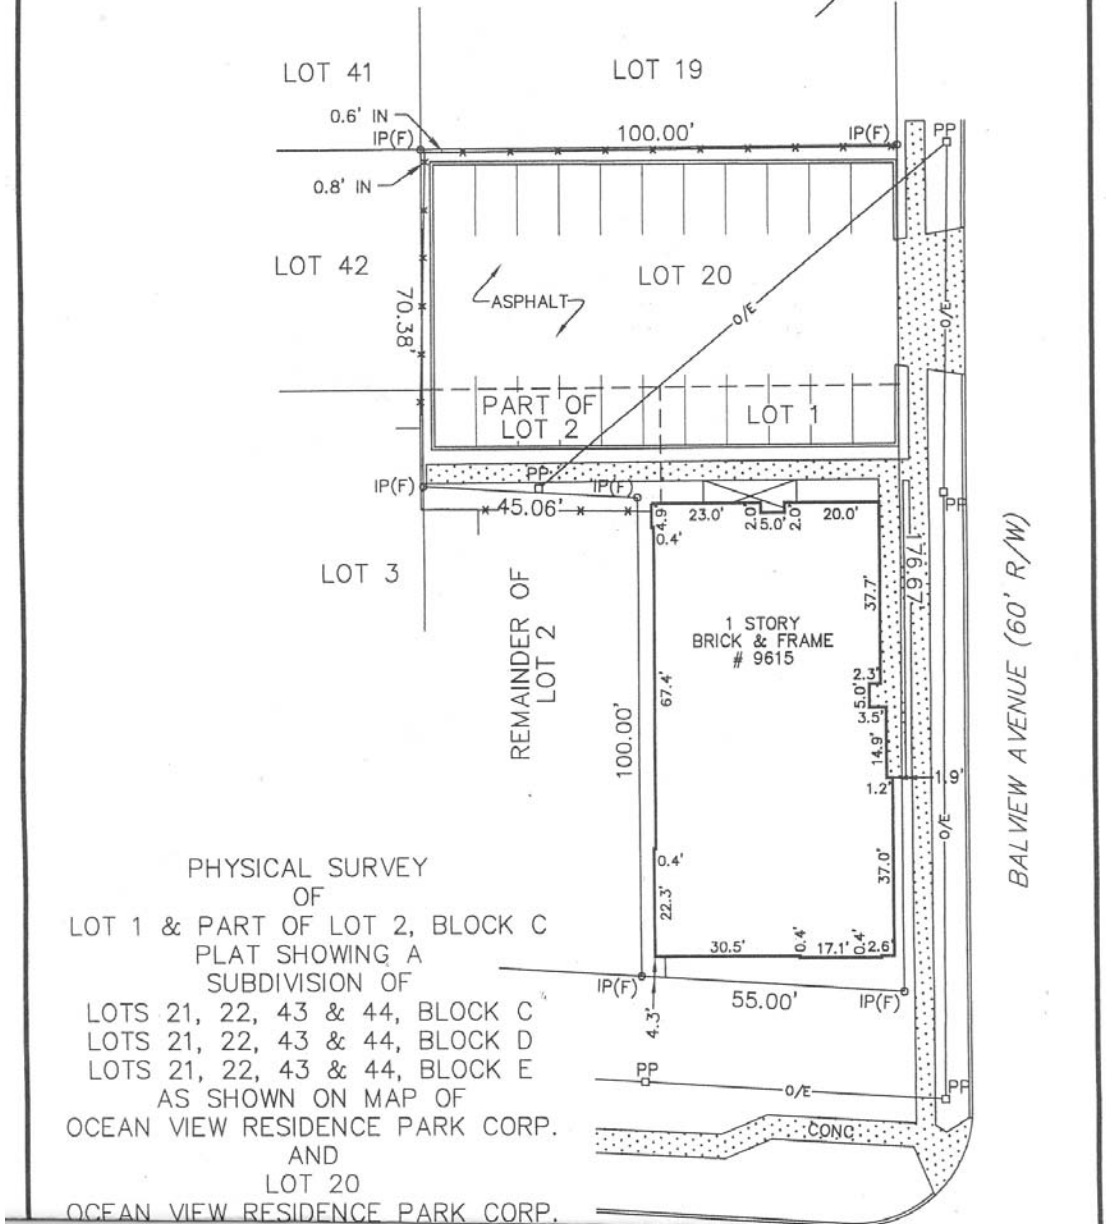 LOT 41
LOT 19
0.6' IN
IP(F)
100.00'
IP(F)
PP
0.8' IN
LOT 42
LOT 20
70.38'
ASPHALT
O/E
O/E
PART OF
LOT 2
LOT 1
IP(F)
PP
IP(F)
45.06'
PP
4.9'
23.0'
2.0'
5.0'
2.0'
20.0'
0.4'
176.67'
LOT 3
REMAINDER OF
LOT 2
1 STORY
BRICK & FRAME
# 9615
37.7'
67.4'
2.3'
5.0'
3.5'
14.9'
100.00'
1.2'
1.9'
BALVIEW AVENUE (60' R/W)
O/E
0.4'
37.0'
22.3'
30.5'
0.4'
17.1'
0.4'
2.6'
IP(F)
55.00'
IP(F)
4.3'
PP
O/E
PP
CONC.
PHYSICAL SURVEY
OF
LOT 1 & PART OF LOT 2, BLOCK C
PLAT SHOWING A
SUBDIVISION OF
LOTS 21, 22, 43 & 44, BLOCK C
LOTS 21, 22, 43 & 44, BLOCK D
LOTS 21, 22, 43 & 44, BLOCK E
AS SHOWN ON MAP OF
OCEAN VIEW RESIDENCE PARK CORP.
AND
LOT 20
OCEAN VIEW RESIDENCE PARK CORP.